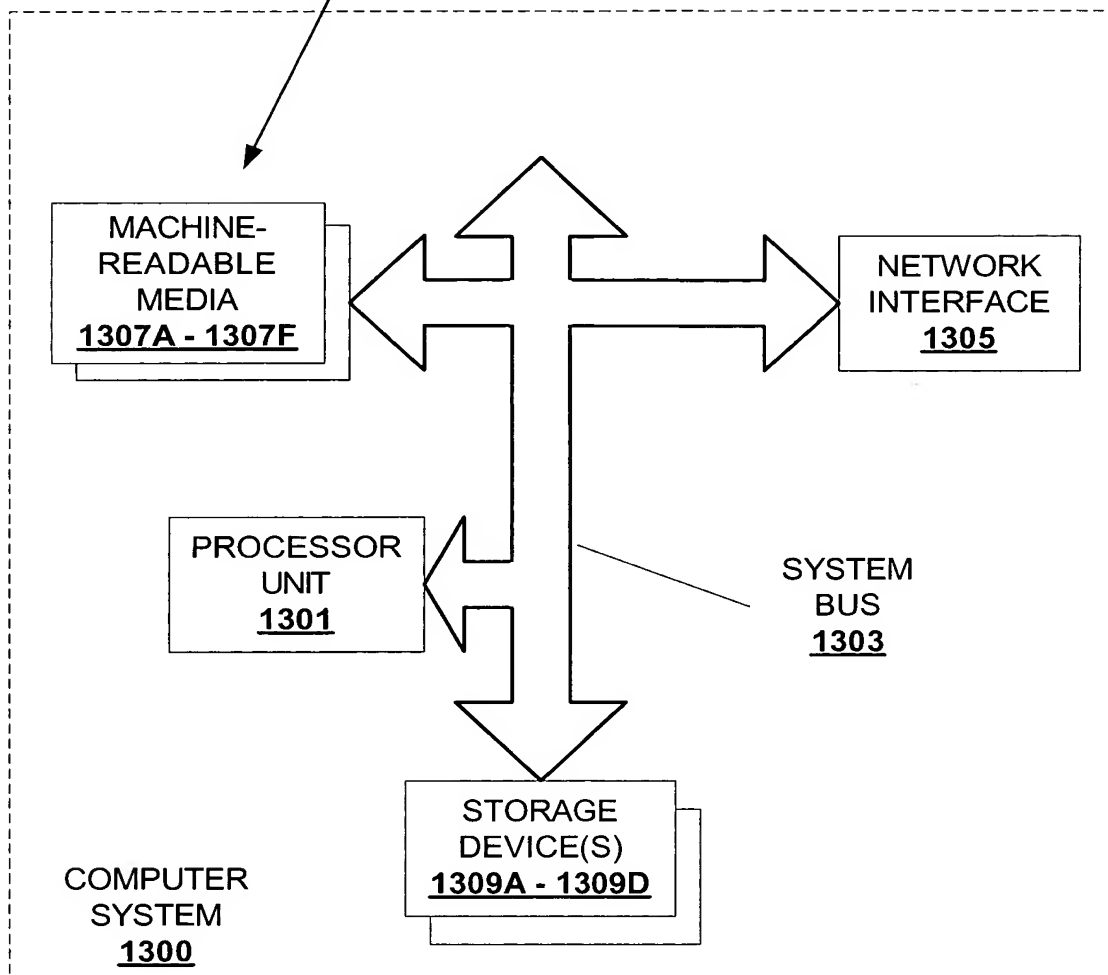 MACHINE-
READABLE
MEDIA
1307A - 1307F
NETWORK
INTERFACE
1305
PROCESSOR
UNIT
1301
SYSTEM
BUS
1303
STORAGE
DEVICE(S)
1309A - 1309D
COMPUTER
SYSTEM
1300